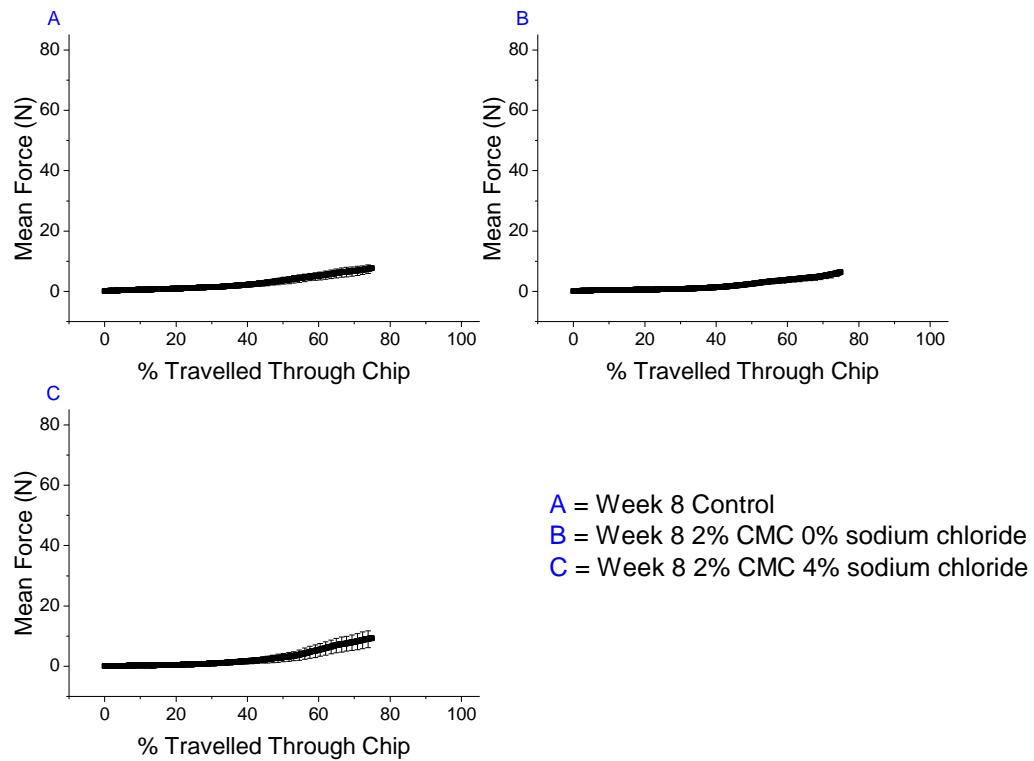 A
80
60
40
20
0
Mean Force (N)
0 20 40 60 80 100
% Travelled Through Chip
B
80
60
40
20
0
Mean Force (N)
0 20 40 60 80 100
% Travelled Through Chip
C
80
60
40
20
0
Mean Force (N)
0 20 40 60 80 100
% Travelled Through Chip
A = Week 8 Control
B = Week 8 2% CMC 0% sodium chloride
C = Week 8 2% CMC 4% sodium chloride